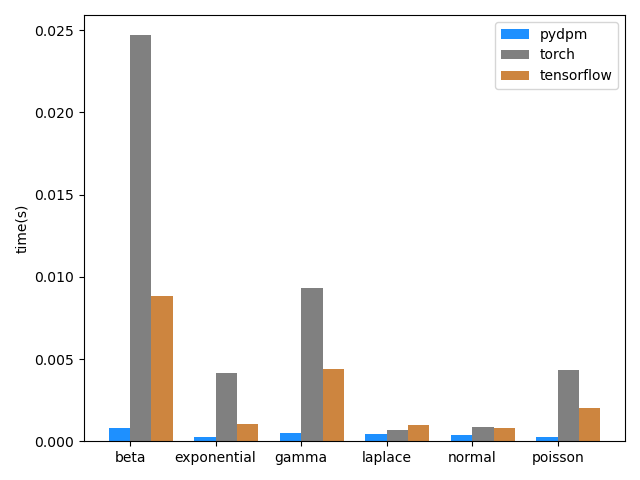 pydpm
torch
tensorflow
time(s)
0.025
0.020
0.015
0.010
0.005
0.000
beta exponential gamma laplace normal poisson